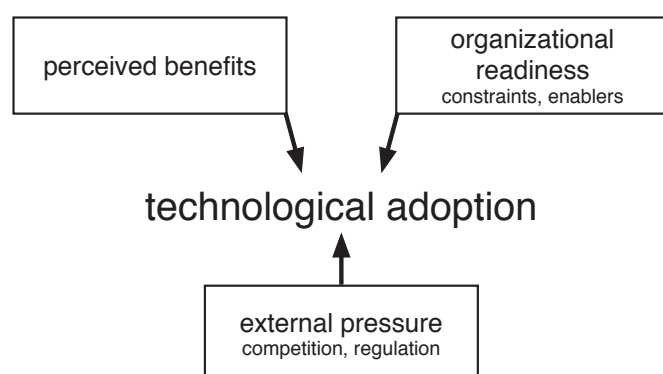 perceived benefits
organizational
readiness
constraints, enablers
technological adoption
external pressure
competition, regulation